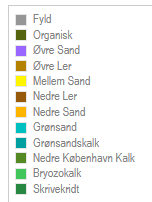 Fyld
Organisk
Øvre Sand
Øvre Ler
Mellem Sand
Nedre Ler
Nedre Sand
Grønsand
Grønsandskalk
Nedre København Kalk
Bryozokalk
Skrivekridt